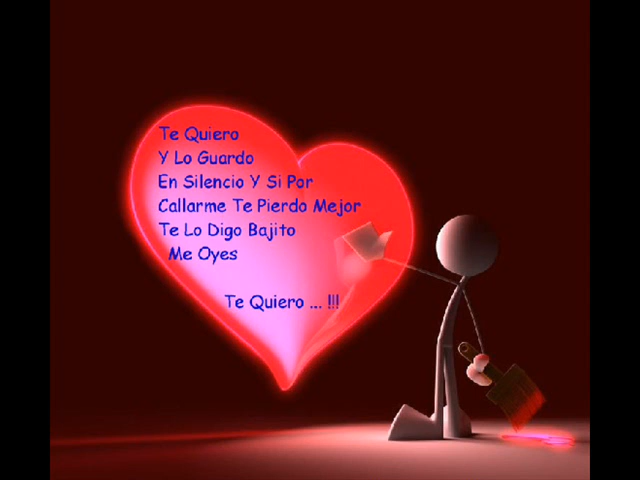 Te Quiero
Y Lo Guardo
En Silencio Y Si Por
Callarme Te Pierdo Mejor
Te Lo Digo Bajito
Me Oyes
Te Quiero ... !!!